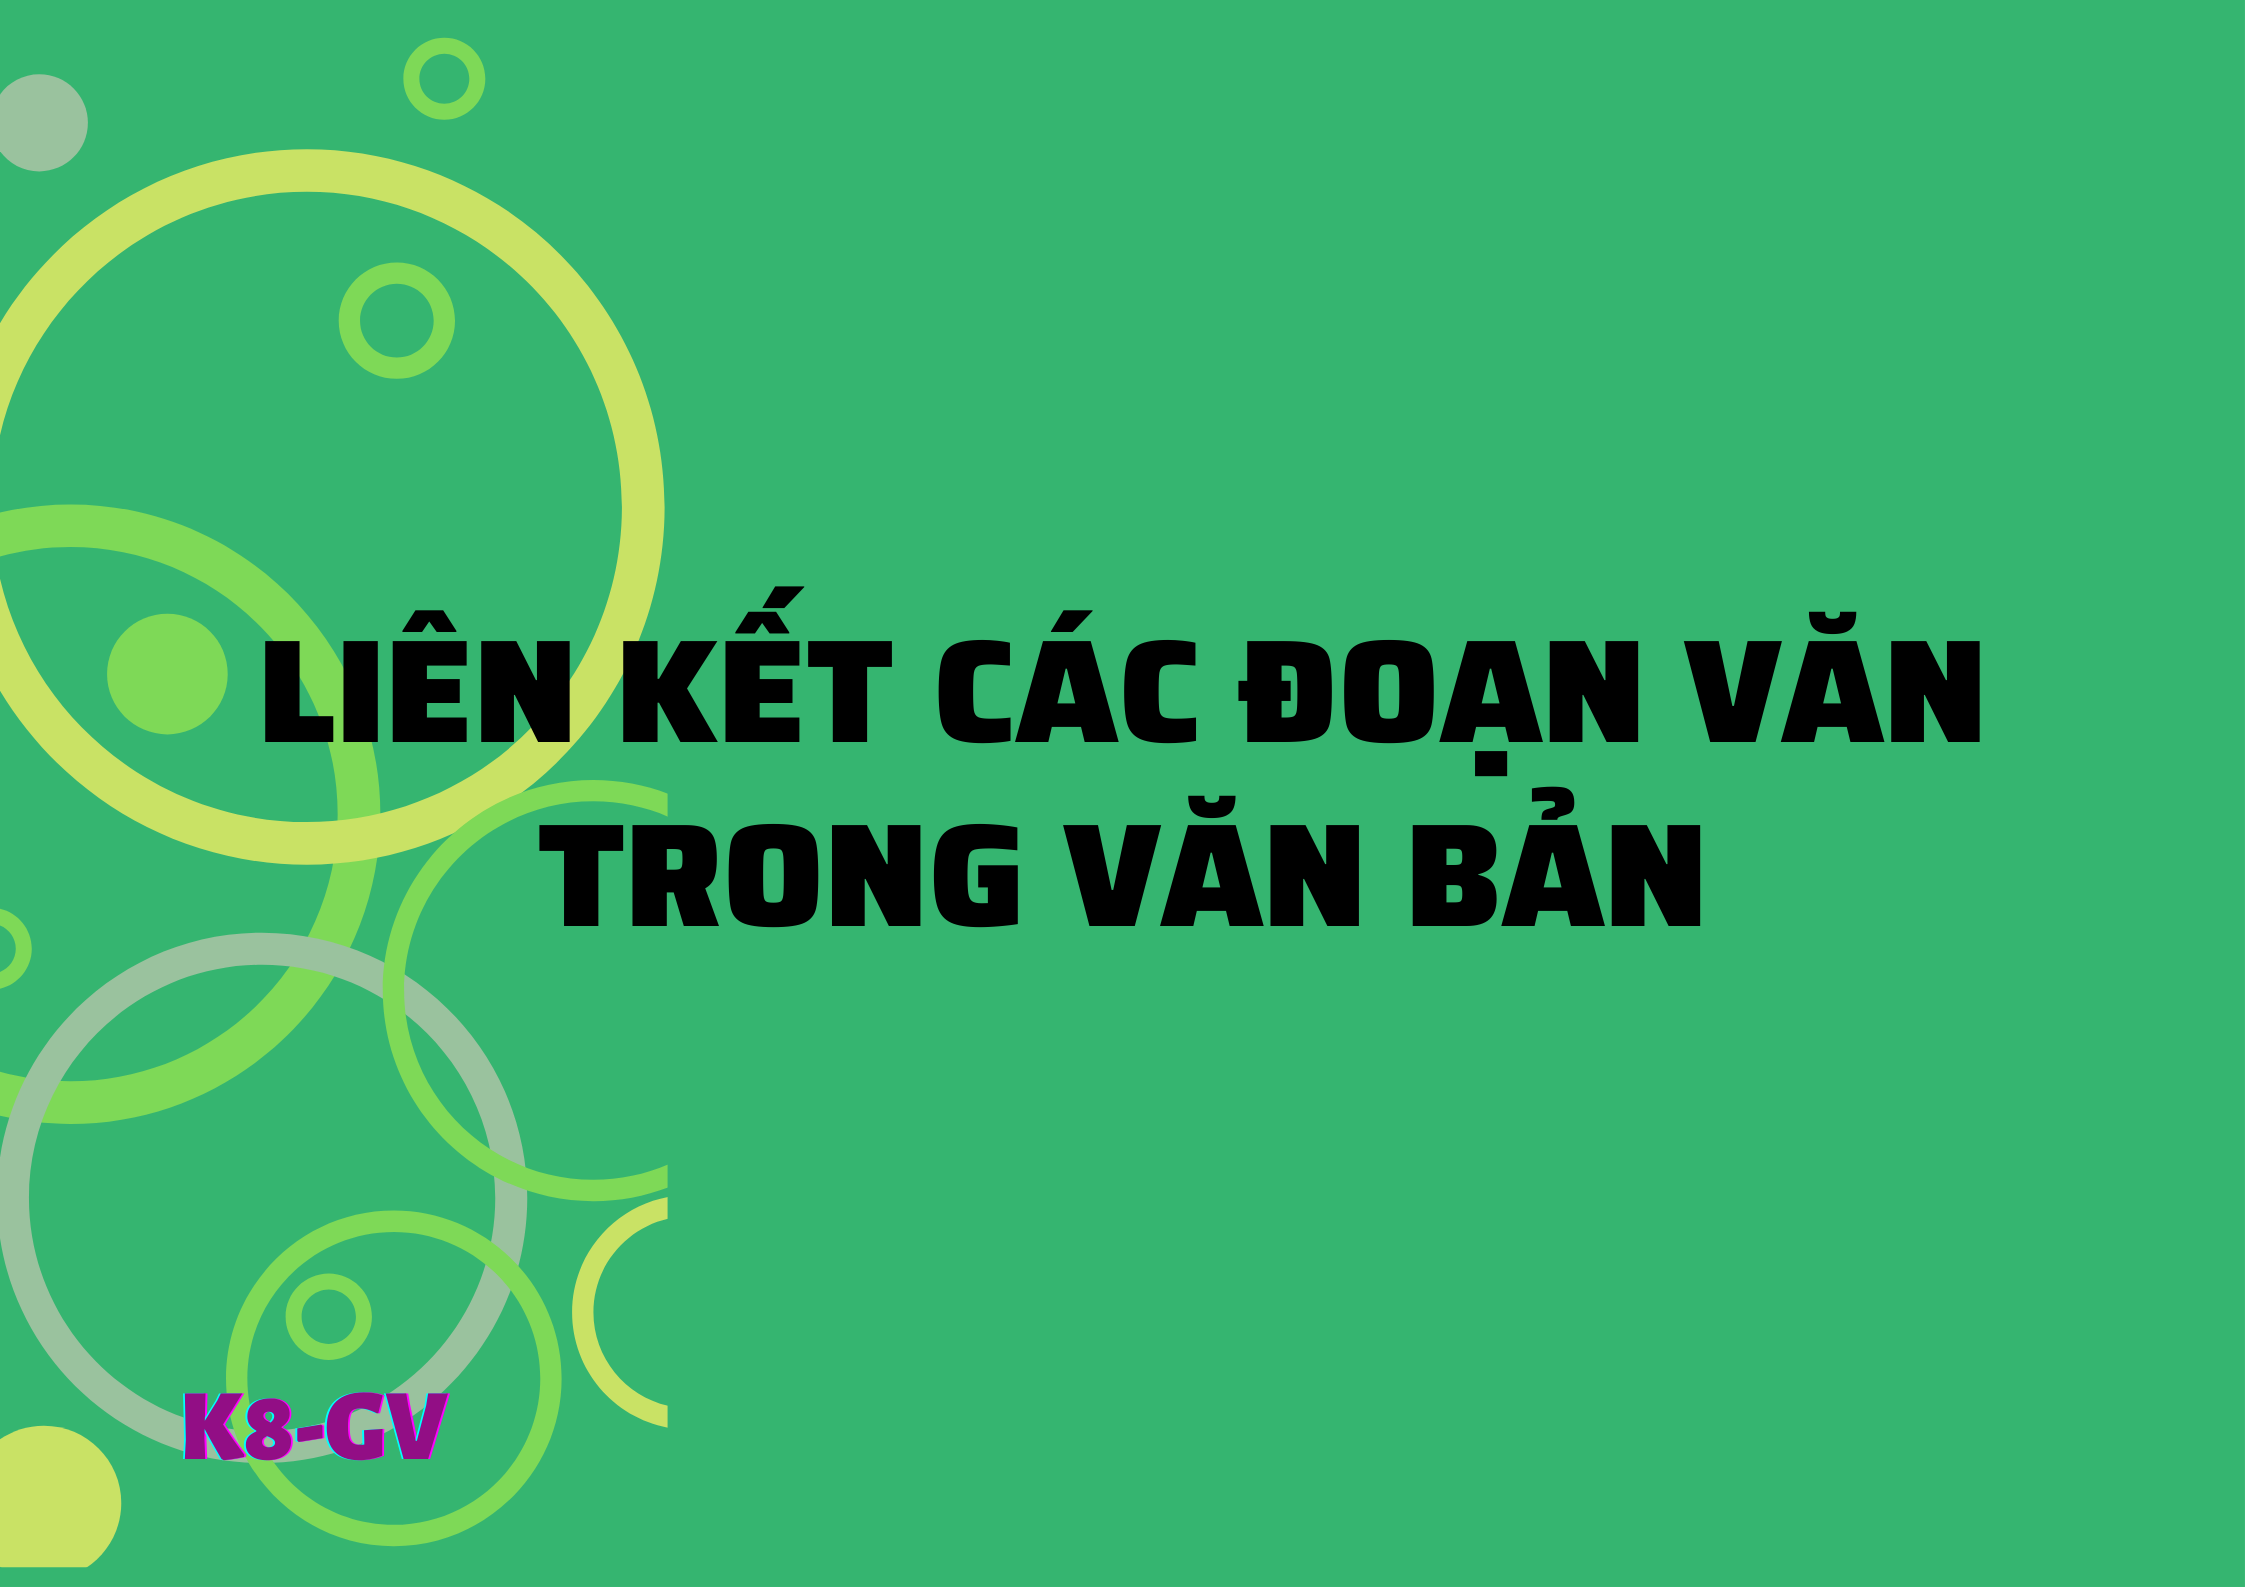 LIÊN KẾT CÁC ĐOẠN VĂN
TRONG VĂN BẢN
K8-GV